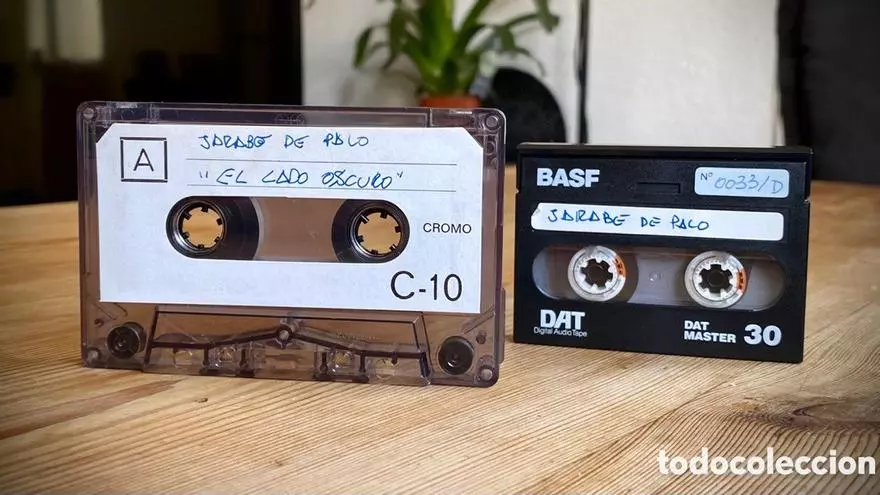 A
JARABE DE PALO
"EL LADO OSCURO"
CROMO
C-10
BASF
Nº 0033/D
JARABE DE PALO
DAT
Digital Audio Tape
DAT
MASTER 30
todocoleccion